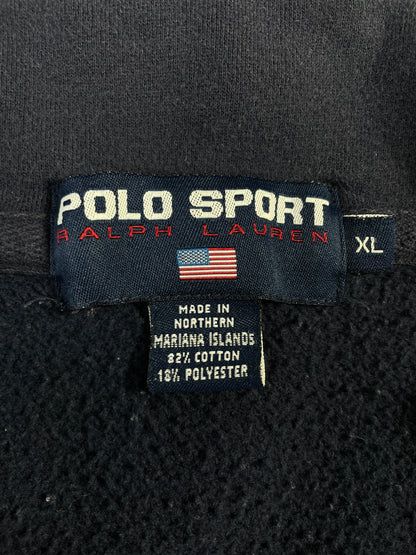 POLO SPORT
RALPH LAUREN
XL
MADE IN
NORTHERN
MARIANA ISLANDS
82% COTTON
18% POLYESTER